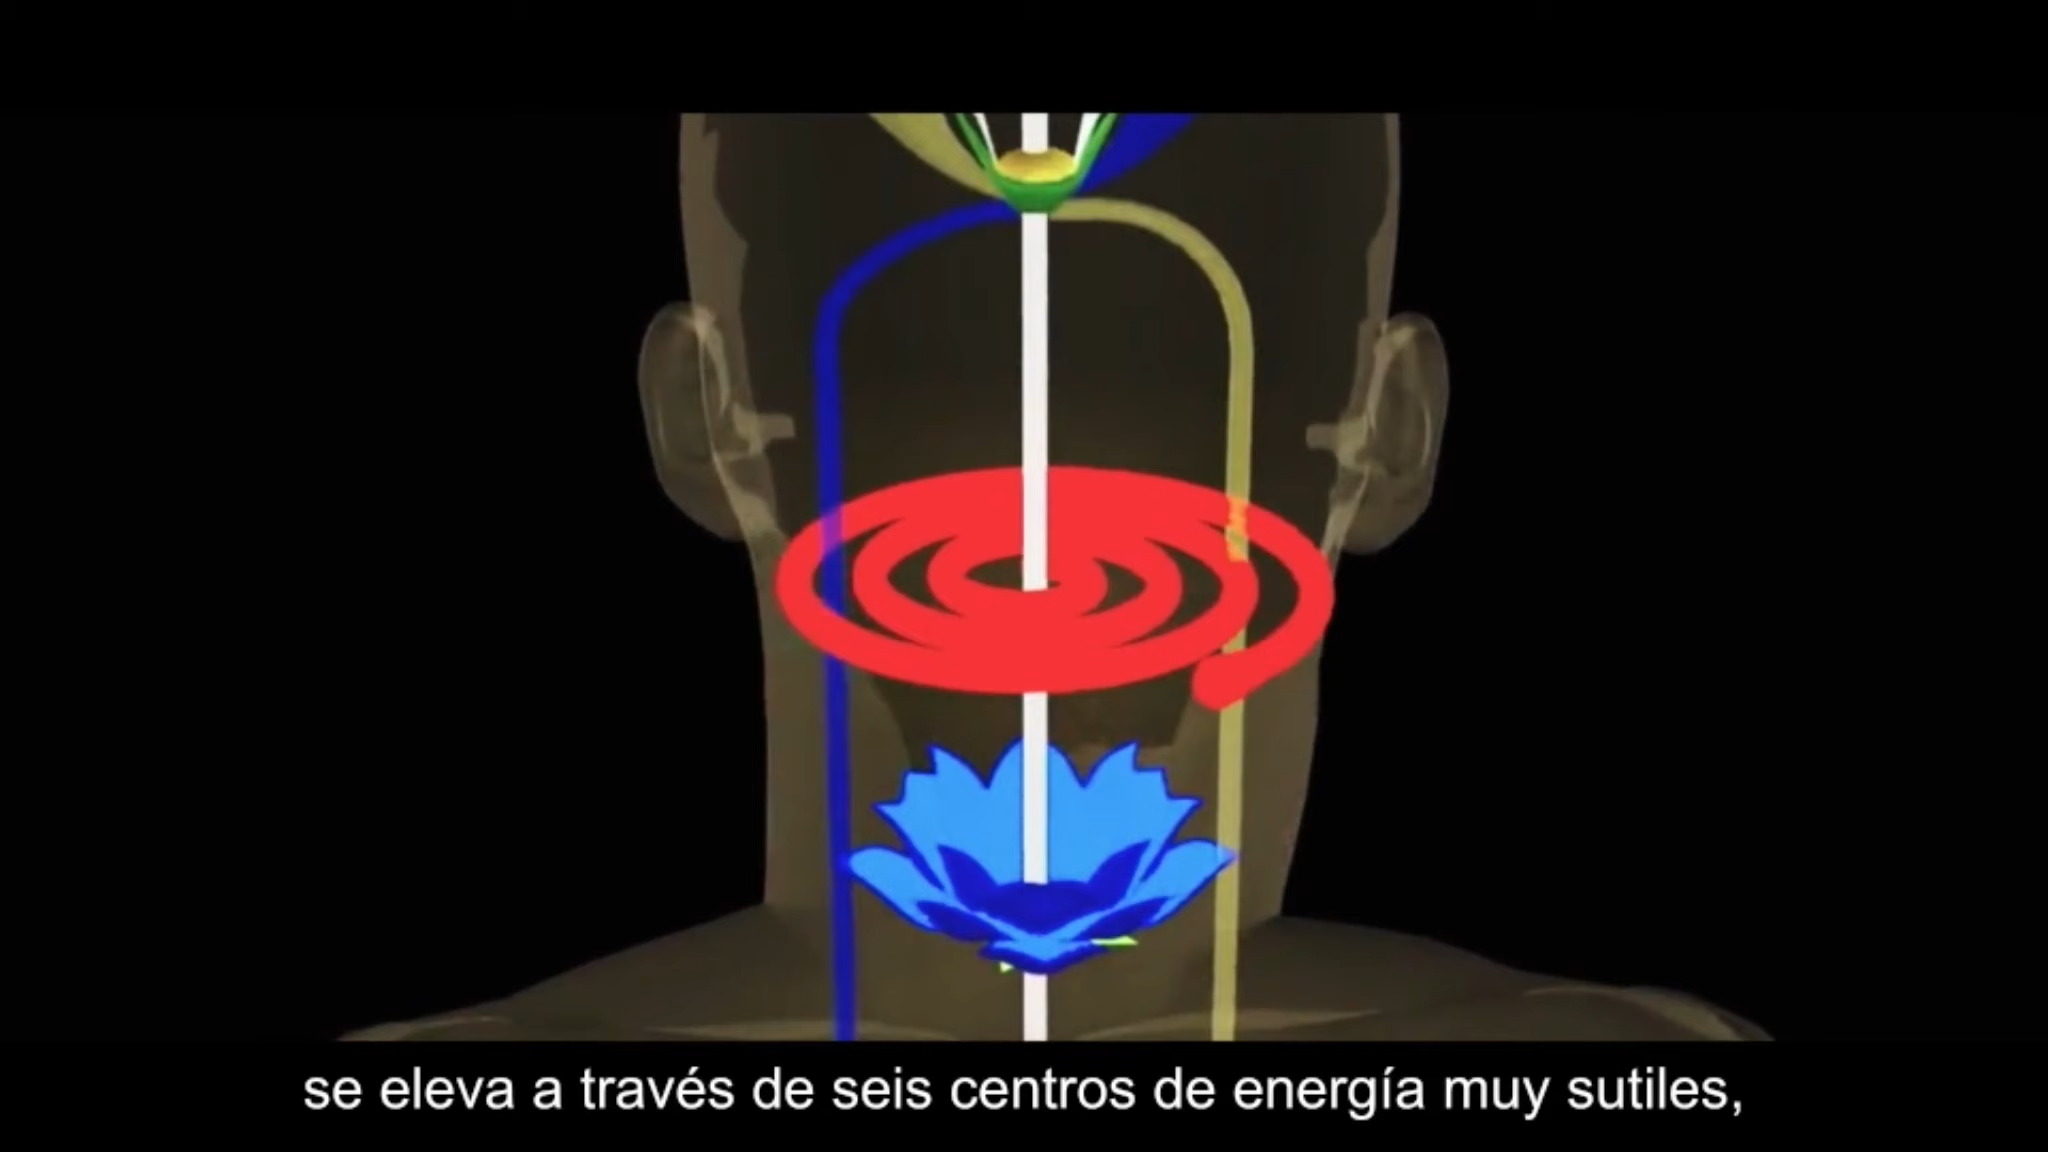 se eleva a través de seis centros de energía muy sutiles,